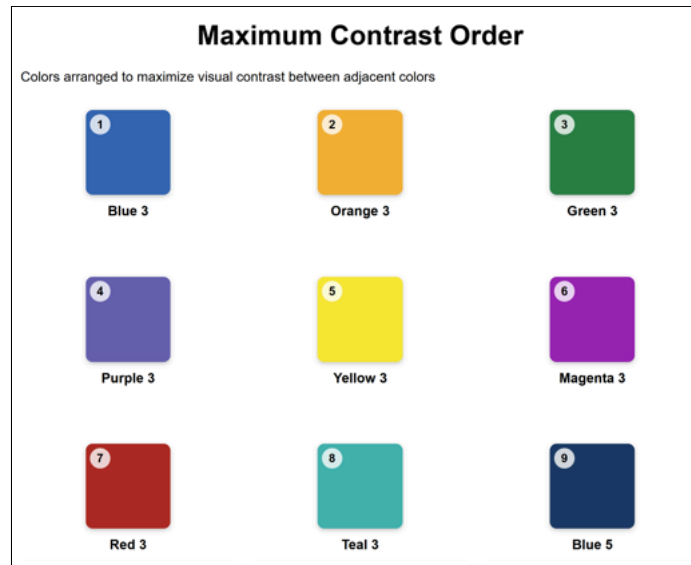 Maximum Contrast Order
Colors arranged to maximize visual contrast between adjacent colors
1 2 3
Blue 3 Orange 3 Green 3
4 5 6
Purple 3 Yellow 3 Magenta 3
7 8 9
Red 3 Teal 3 Blue 5